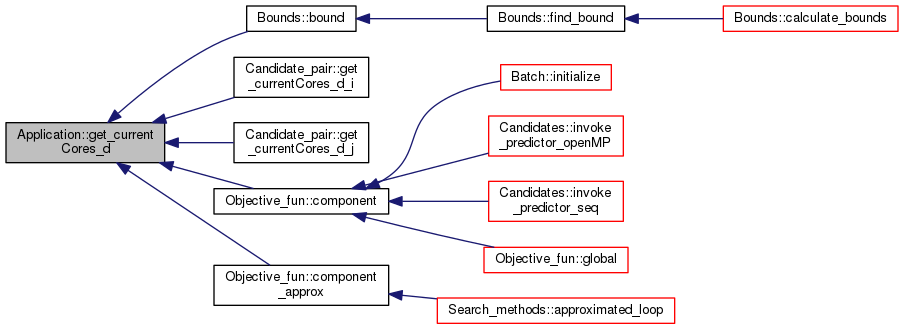 Application::get_current
Cores_d
Bounds::bound
Bounds::find_bound
Bounds::calculate_bounds
Candidate_pair::get
_currentCores_d_i
Candidate_pair::get
_currentCores_d_j
Objective_fun::component
Batch::initialize
Candidates::invoke
_predictor_openMP
Candidates::invoke
_predictor_seq
Objective_fun::global
Objective_fun::component
_approx
Search_methods::approximated_loop